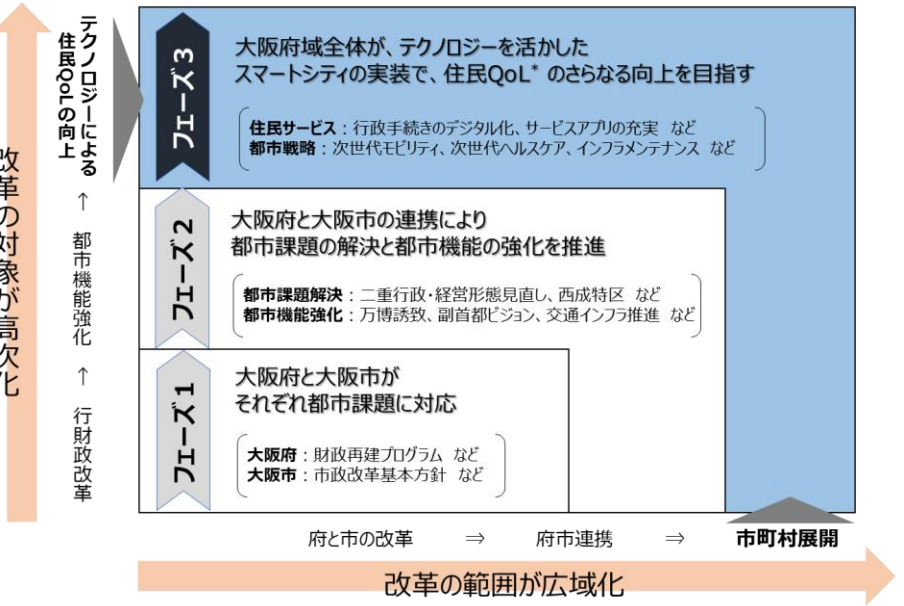 改革の対象が高次化
テクノロジーによる
住民QoLの向上
↑
都市機能強化
↑
行財政改革
フェーズ3
大阪府域全体が、テクノロジーを活かした
スマートシティの実装で、住民QoL*のさらなる向上を目指す
住民サービス：行政手続きのデジタル化、サービスアプリの充実 など
都市戦略：次世代モビリティ、次世代ヘルスケア、インフラメンテナンス など
フェーズ2
大阪府と大阪市の連携により
都市課題の解決と都市機能の強化を推進
都市課題解決：二重行政・経営形態見直し、西成特区 など
都市機能強化：万博誘致、副首都ビジョン、交通インフラ推進 など
フェーズ1
大阪府と大阪市が
それぞれ都市課題に対応
大阪府：財政再建プログラム など
大阪市：市政改革基本方針 など
府と市の改革 ⇒ 府市連携 ⇒ 市町村展開
改革の範囲が広域化